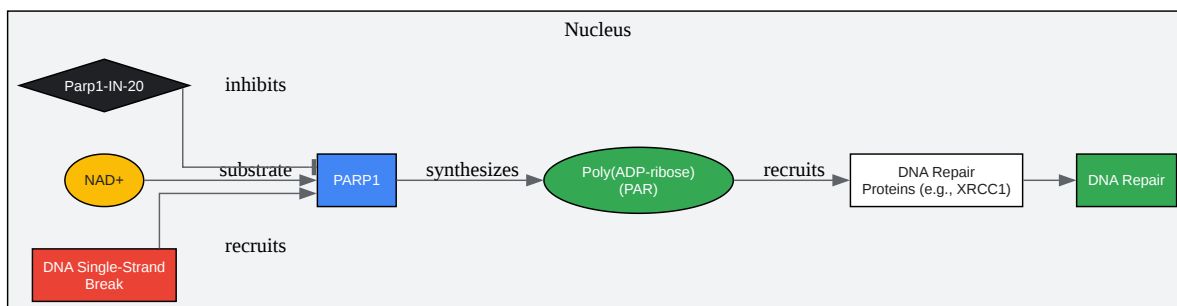 Nucleus
Parp1-IN-20
inhibits
NAD+
substrate
PARP1
synthesizes
Poly(ADP-ribose)
(PAR)
recruits
DNA Repair
Proteins (e.g., XRCC1)
DNA Repair
recruits
DNA Single-Strand
Break